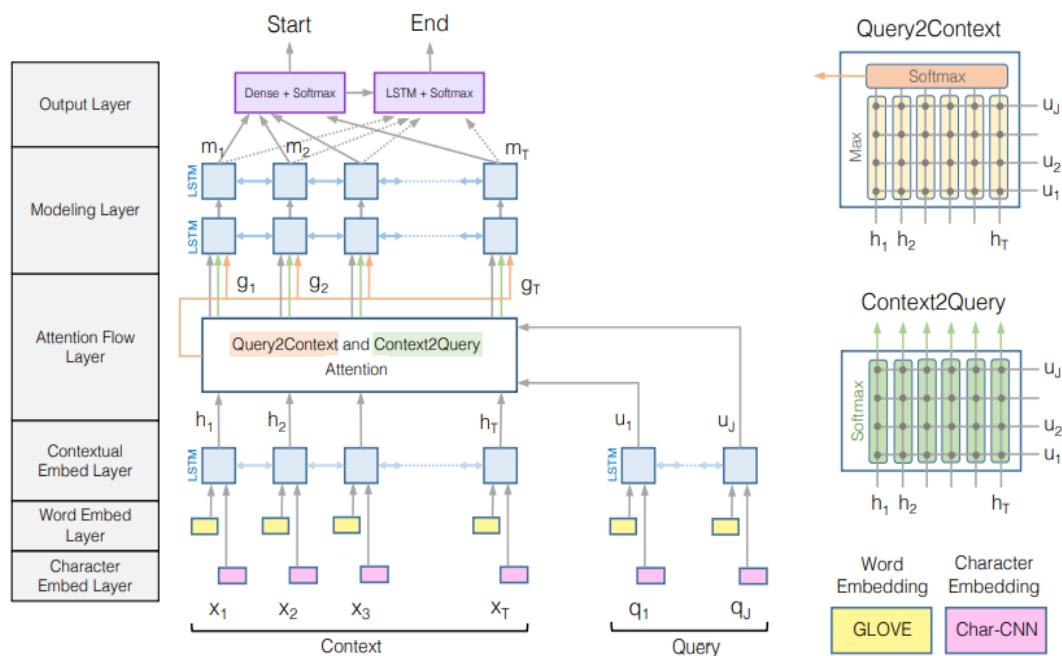 Start
End
Query2Context
Output Layer
Dense + Softmax
LSTM + Softmax
Softmax
Max
u_J
u_2
u_1
h_1 h_2 h_T
m_1 m_2 m_T
LSTM
Modeling Layer
LSTM
g_1 g_2 g_T
Attention Flow
Layer
Query2Context and Context2Query
Attention
Context2Query
Softmax
u_J
u_2
u_1
h_1 h_2 h_T
h_1 h_2 h_T
u_1 u_J
Contextual
Embed Layer
LSTM
LSTM
Word Embed
Layer
Character
Embed Layer
x_1 x_2 x_3 x_T
q_1 q_J
Context
Query
Word
Embedding
Character
Embedding
GLOVE
Char-CNN